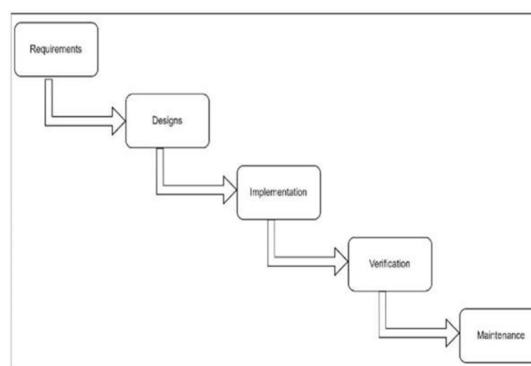 Requirements
Designs
Implementation
Verification
Maintenance